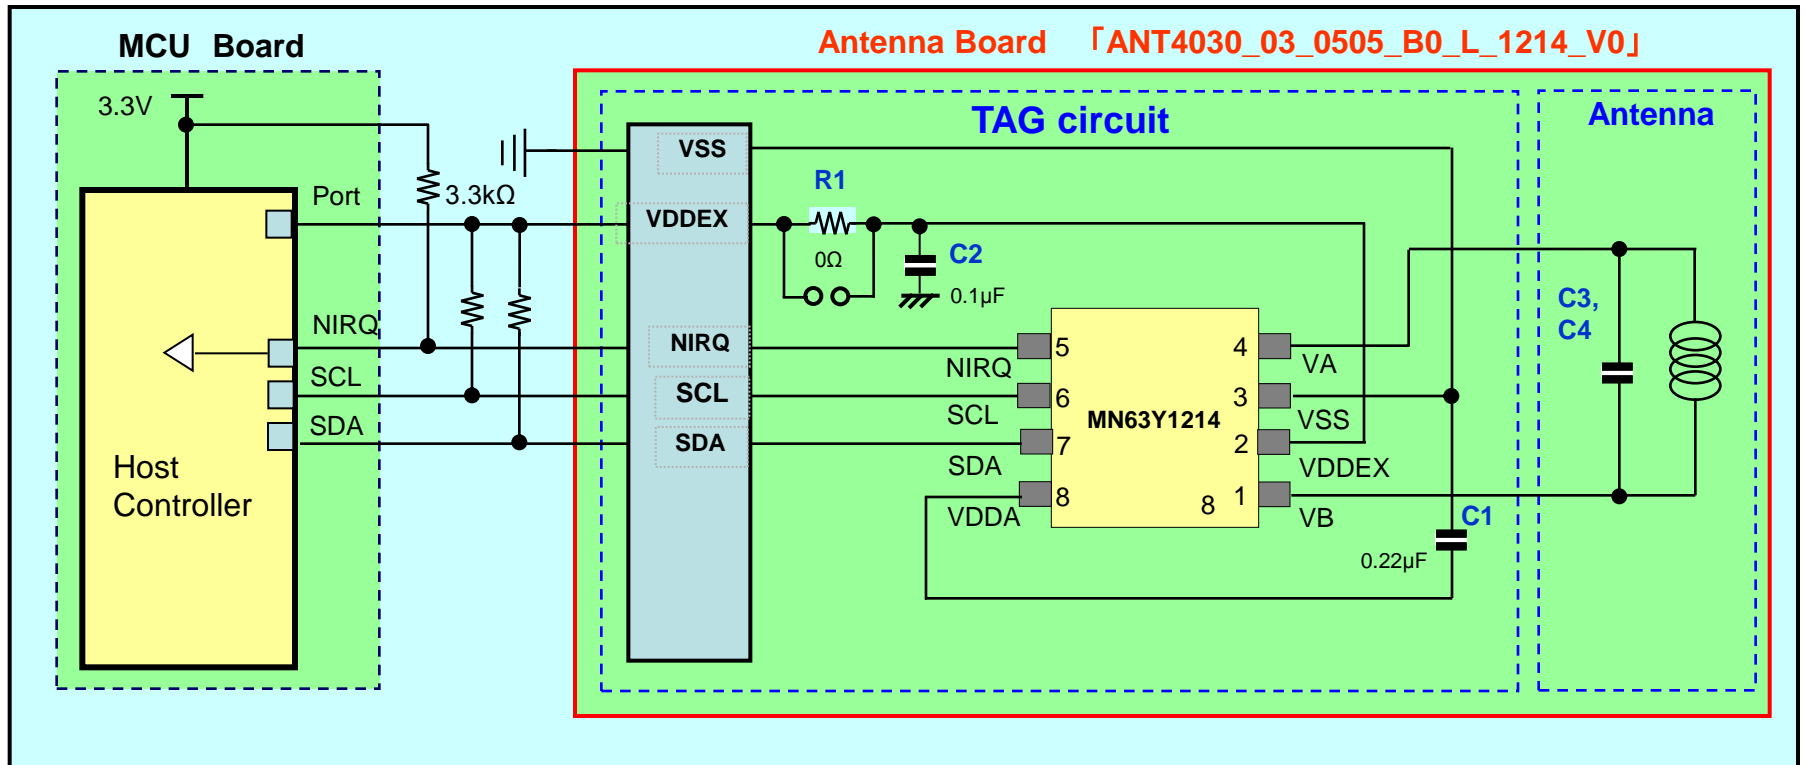 MCU Board
Antenna Board 「ANT4030_03_0505_B0_L_1214_V0」
3.3V
Port
3.3kΩ
NIRQ
SCL
SDA
Host
Controller
VSS
VDDEX
NIRQ
SCL
SDA
TAG circuit
R1
0Ω
C2
0.1µF
5
NIRQ
6
SCL
7
SDA
8
VDDA
MN63Y1214
4
VA
3
VSS
2
VDDEX
8
1
VB
C1
0.22µF
Antenna
C3,
C4